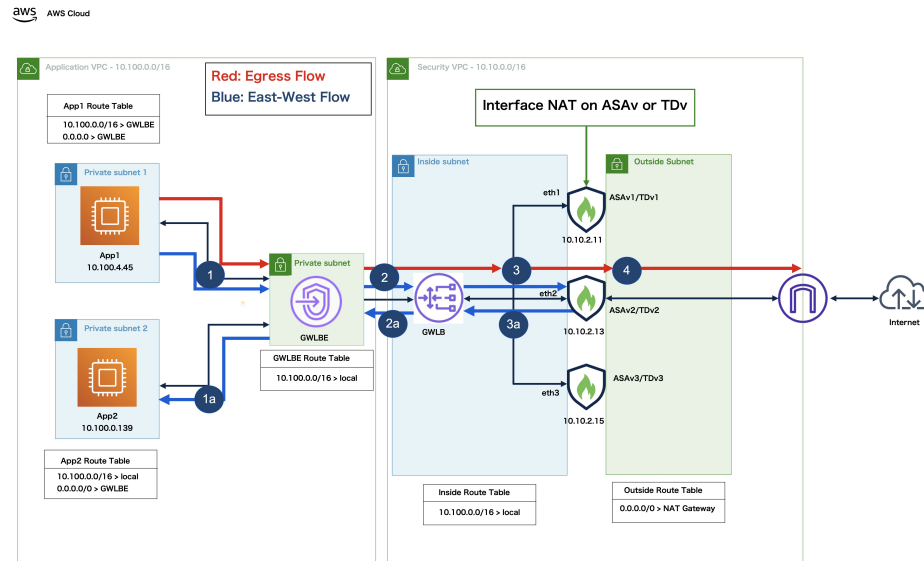 aws
AWS Cloud
Application VPC - 10.100.0.0/16
Security VPC - 10.10.0.0/16
Red: Egress Flow
Blue: East-West Flow
Interface NAT on ASAv or TDv
App1 Route Table
10.100.0.0/16 > GWLBE
0.0.0.0 > GWLBE
Private subnet 1
App1
10.100.4.45
Private subnet
GWLBE
GWLBE Route Table
10.100.0.0/16 > local
Private subnet 2
App2
10.100.0.139
App2 Route Table
10.100.0.0/16 > local
0.0.0.0/0 > GWLBE
1
1a
2
2a
3
3a
4
Inside subnet
Outside Subnet
GWLB
eth1
eth2
eth3
ASAv1/TDv1
10.10.2.11
ASAv2/TDv2
10.10.2.13
ASAv3/TDv3
10.10.2.15
Inside Route Table
10.100.0.0/16 > local
Outside Route Table
0.0.0.0/0 > NAT Gateway
Internet